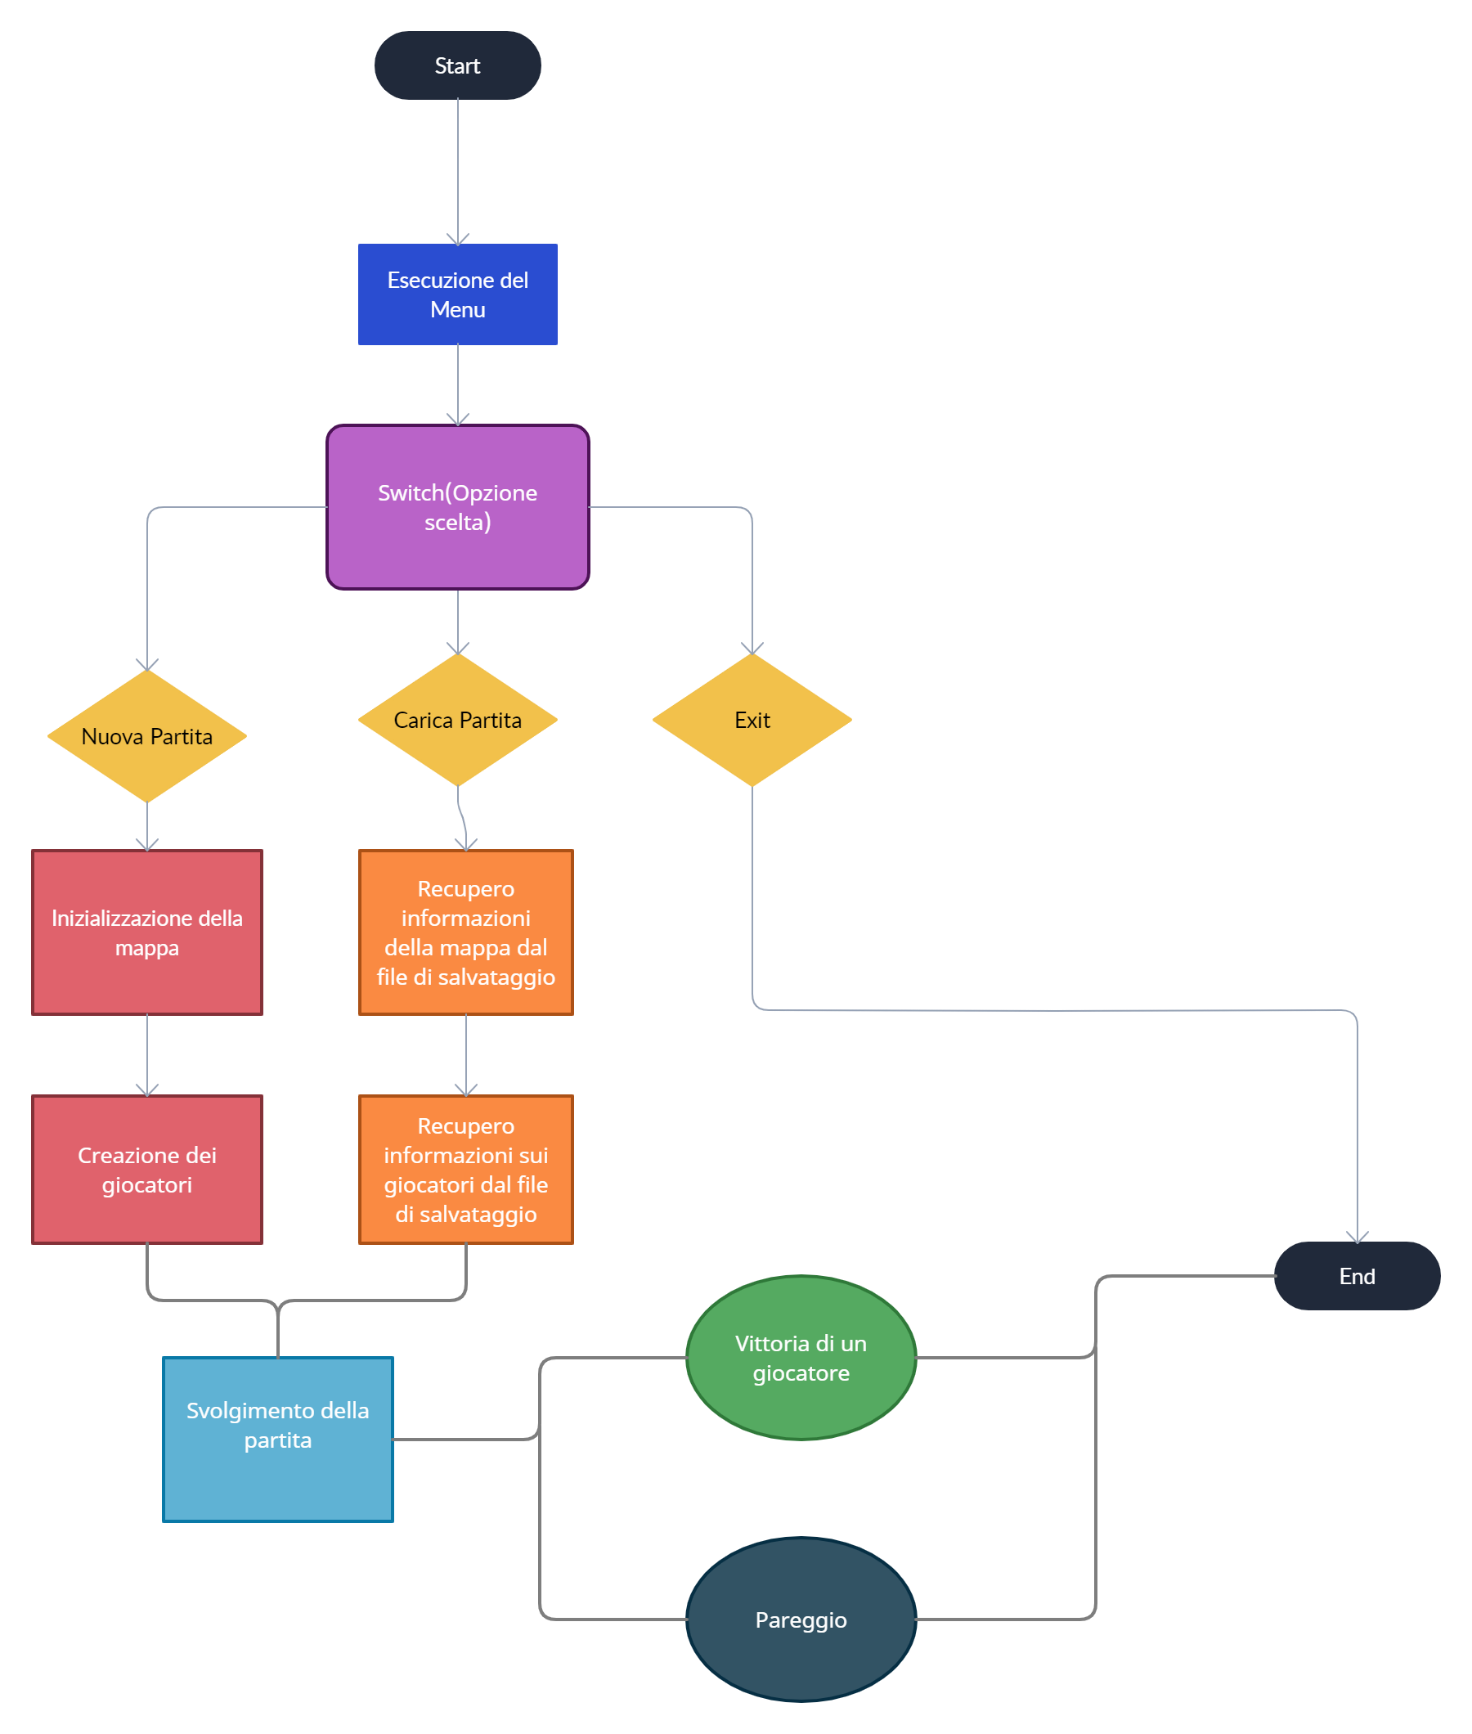 Start
Esecuzione del
Menu
Switch(Opzione
scelta)
Nuova Partita
Carica Partita
Exit
Inizializzazione della
mappa
Recupero
informazioni
della mappa dal
file di salvataggio
Creazione dei
giocatori
Recupero
informazioni sui
giocatori dal file
di salvataggio
Svolgimento della
partita
Vittoria di un
giocatore
Pareggio
End